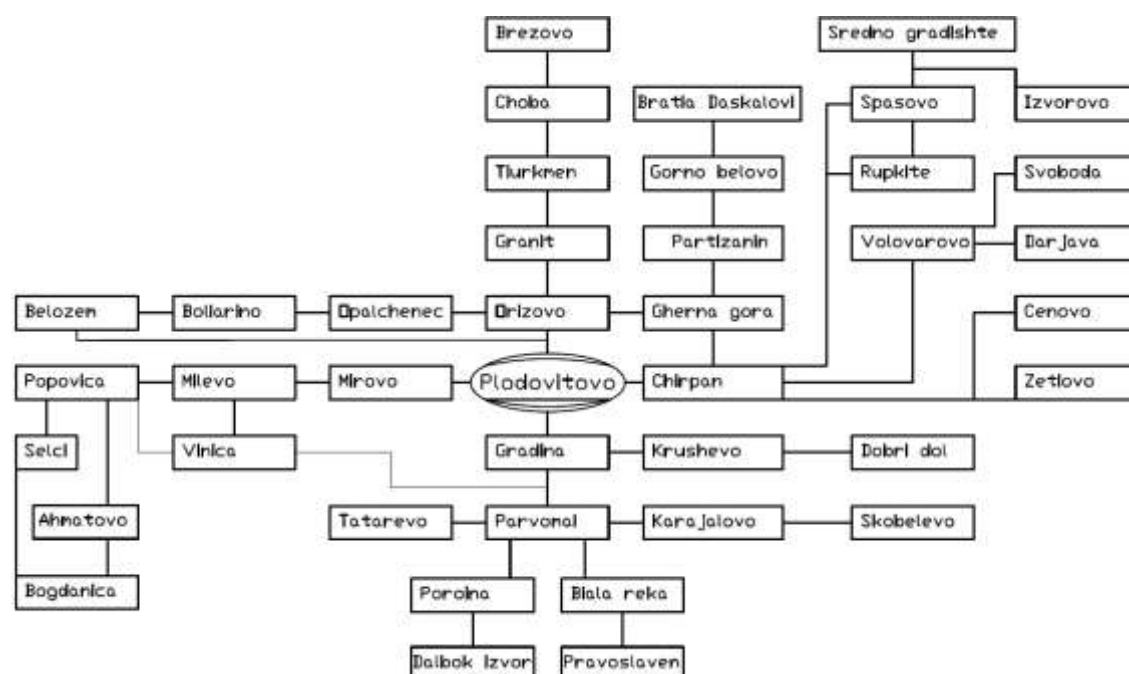 Brezovo
Sredno gradishte
Choba
Bratia Daskalovi
Spasovo
Izvorovo
Tiurkmen
Gorno belovo
Rupkite
Svoboda
Granit
Partizanin
Volovarovo
Darjava
Belozem
Boliarino
Opalchenec
Orizovo
Gherna gora
Cenovo
Popovica
Milevo
Mirovo
Plodovitovo
Chirpan
Zetiovo
Selci
Vinica
Gradina
Krushevo
Dobri dol
Ahmatovo
Tatarevo
Parvomai
Karajalovo
Skobelevo
Bogdanica
Poroina
Biala reka
Dalbok Izvor
Pravoslaven